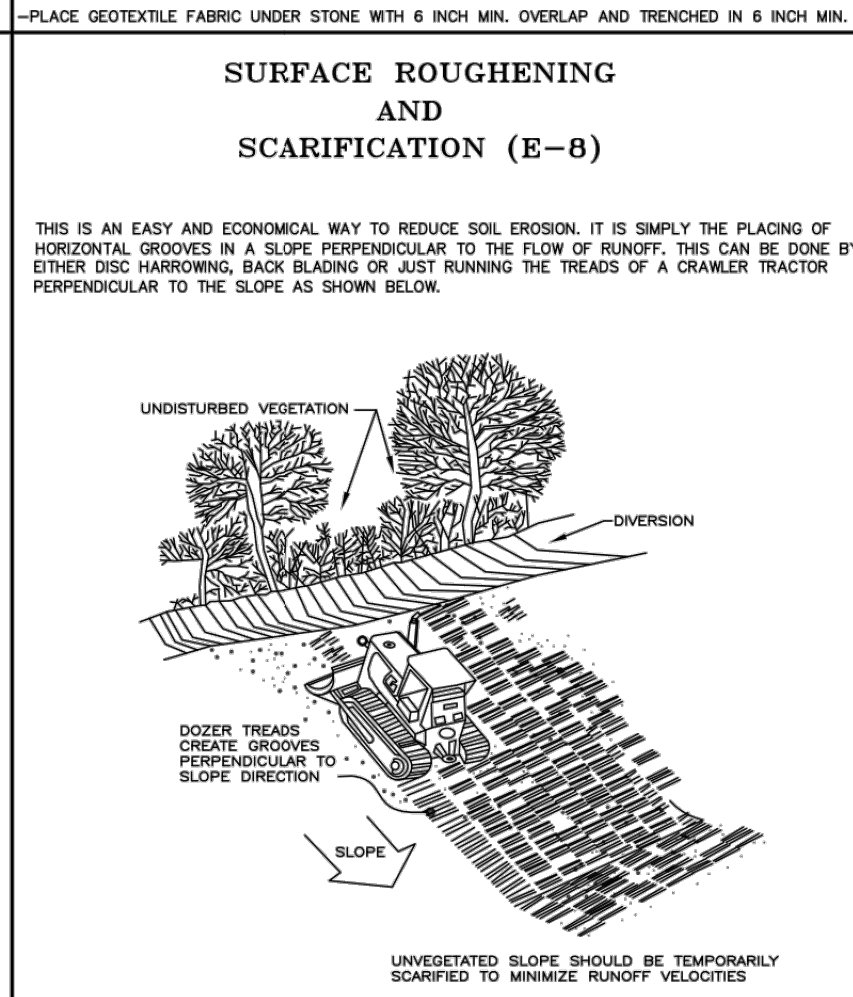 -PLACE GEOTEXTILE FABRIC UNDER STONE WITH 6 INCH MIN. OVERLAP AND TRENCHED IN 6 INCH MIN.
SURFACE ROUGHENING
AND
SCARIFICATION (E-8)
THIS IS AN EASY AND ECONOMICAL WAY TO REDUCE SOIL EROSION. IT IS SIMPLY THE PLACING OF
HORIZONTAL GROOVES IN A SLOPE PERPENDICULAR TO THE FLOW OF RUNOFF. THIS CAN BE DONE BY
EITHER DISC HARROWING, BACK BLADING OR JUST RUNNING THE TREADS OF A CRAWLER TRACTOR
PERPENDICULAR TO THE SLOPE AS SHOWN BELOW.
UNDISTURBED VEGETATION
DIVERSION
DOZER TREADS
CREATE GROOVES
PERPENDICULAR TO
SLOPE DIRECTION
SLOPE
UNVEGETATED SLOPE SHOULD BE TEMPORARILY
SCARIFIED TO MINIMIZE RUNOFF VELOCITIES